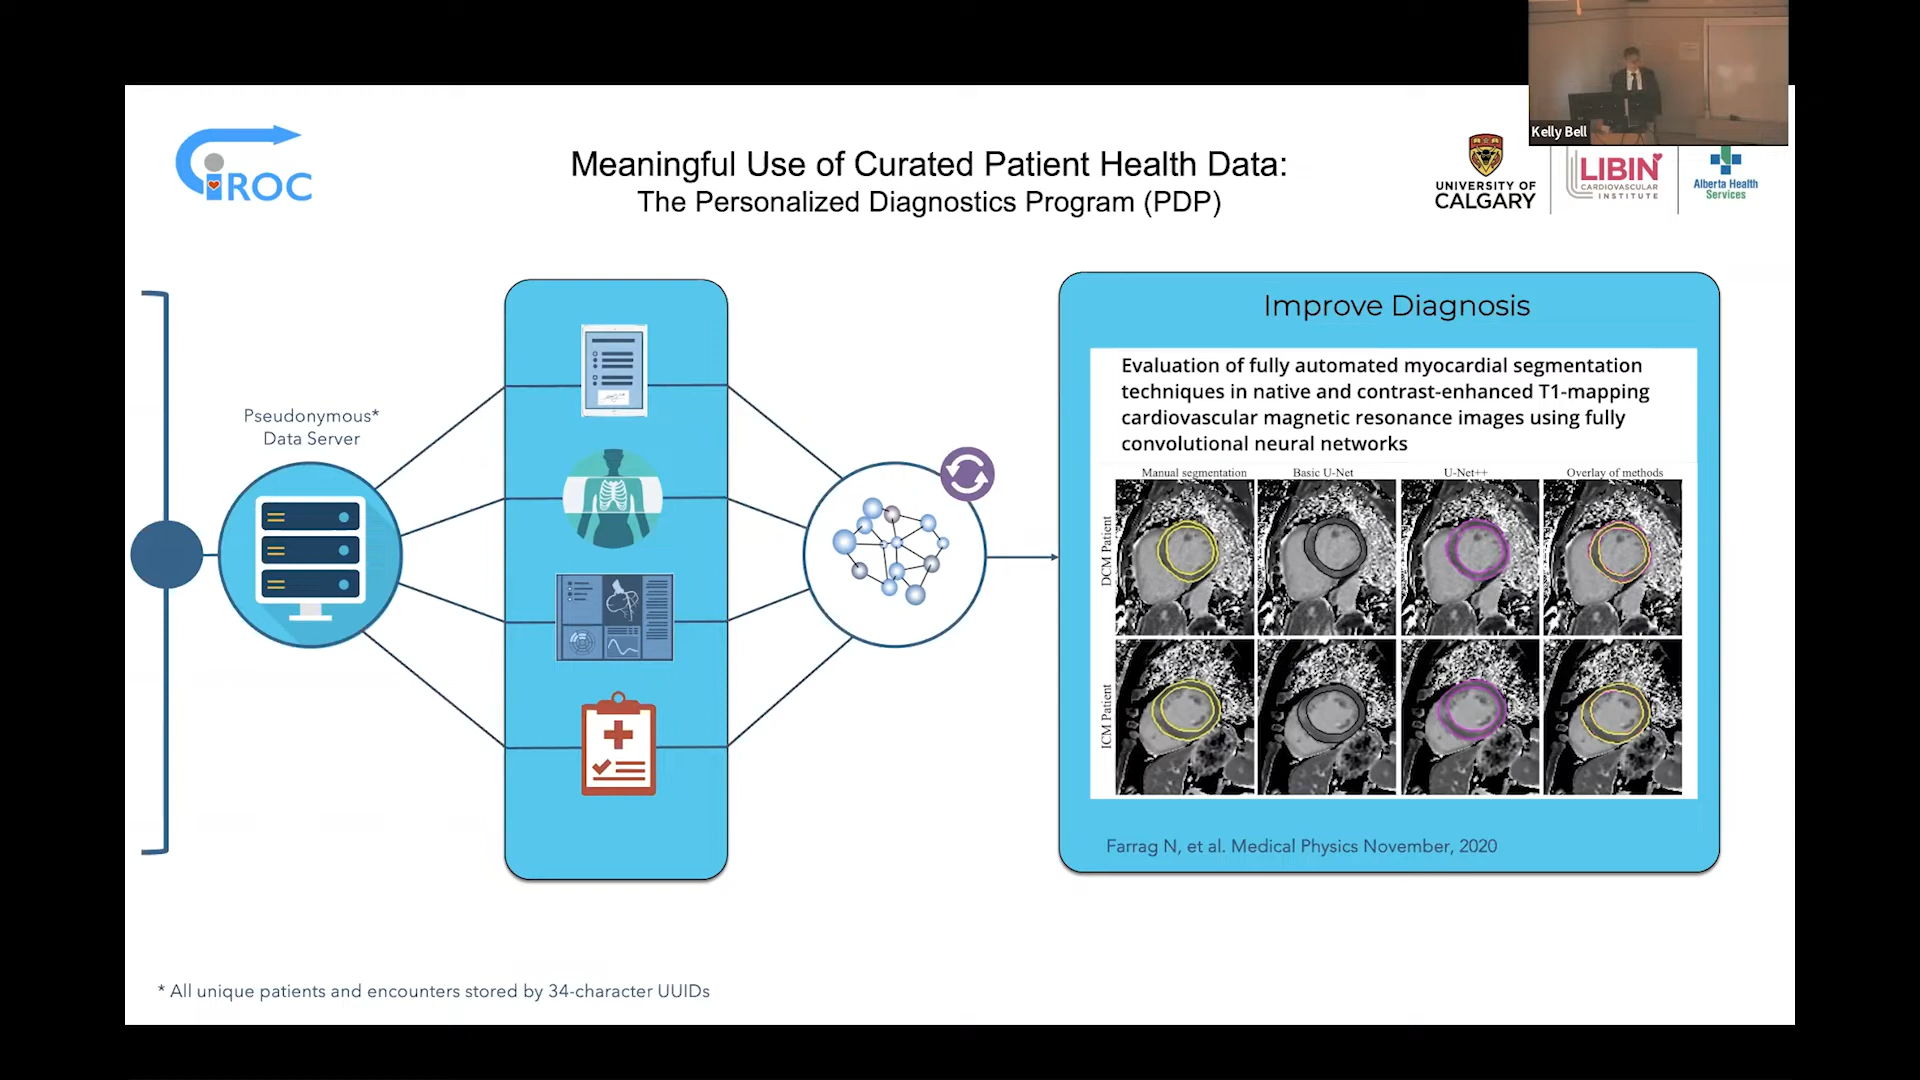 Kelly Bell
iROC
Meaningful Use of Curated Patient Health Data:
The Personalized Diagnostics Program (PDP)
UNIVERSITY OF
CALGARY
LIBIN
CARDIOVASCULAR
INSTITUTE
Alberta Health
Services
Pseudonymous*
Data Server
Improve Diagnosis
Evaluation of fully automated myocardial segmentation
techniques in native and contrast-enhanced T1-mapping
cardiovascular magnetic resonance images using fully
convolutional neural networks
Manual segmentation
Basic U-Net
U-Net++
Overlay of methods
DCM Patient
ICM Patient
Farrag N, et al. Medical Physics November, 2020
* All unique patients and encounters stored by 34-character UUIDs